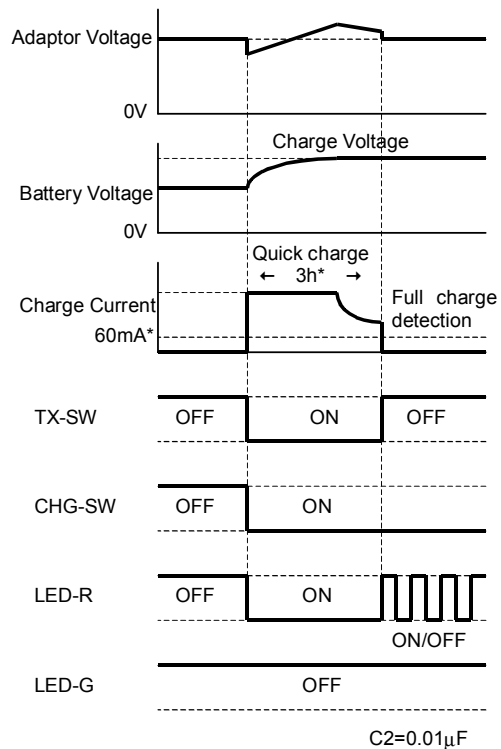 Adaptor Voltage
0V
Charge Voltage
Battery Voltage
0V
Quick charge
← 3h* →
Charge Current
60mA*
Full charge
detection
TX-SW OFF ON OFF
CHG-SW OFF ON
LED-R OFF ON
ON/OFF
LED-G OFF
C2=0.01μF